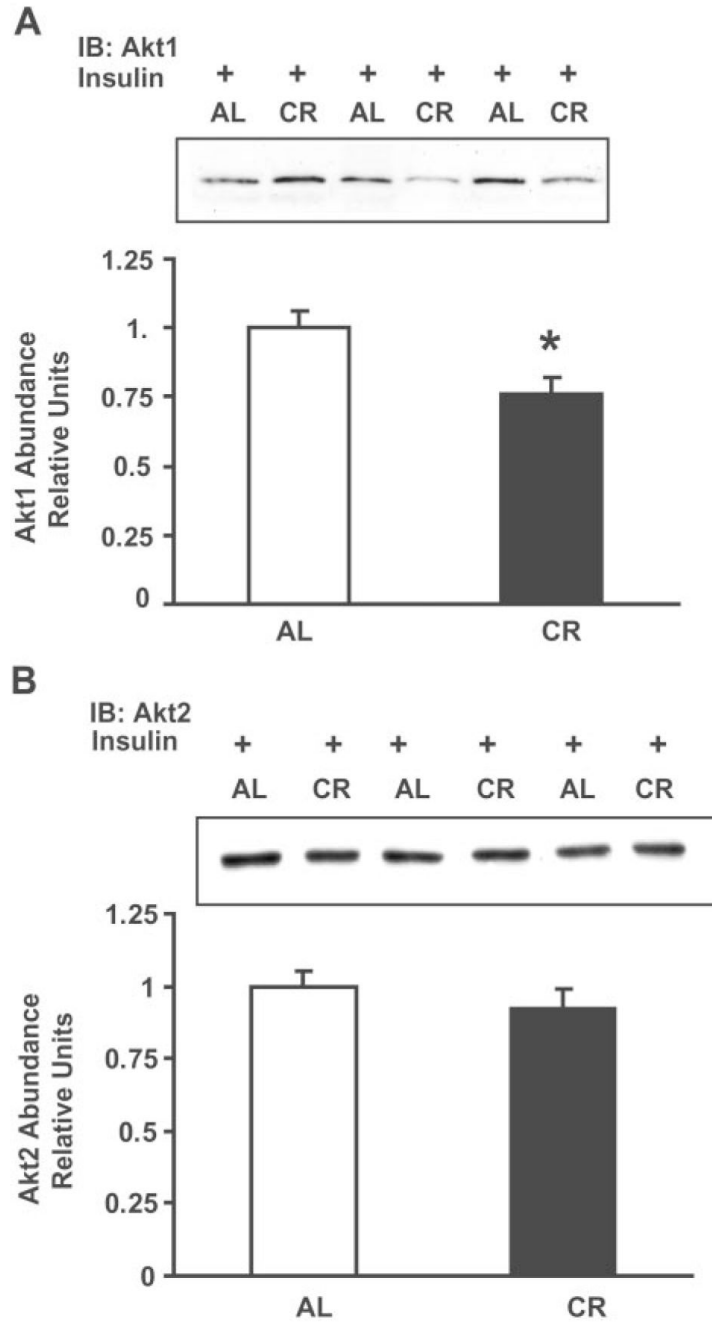 A
IB: Akt1
Insulin + + + + + +
AL CR AL CR AL CR
1.25
1.
0.75
0.5
0.25
0
Akt1 Abundance
Relative Units
*
AL CR
B
IB: Akt2
Insulin + + + + + +
AL CR AL CR AL CR
1.25
1
0.75
0.5
0.25
0
Akt2 Abundance
Relative Units
AL CR